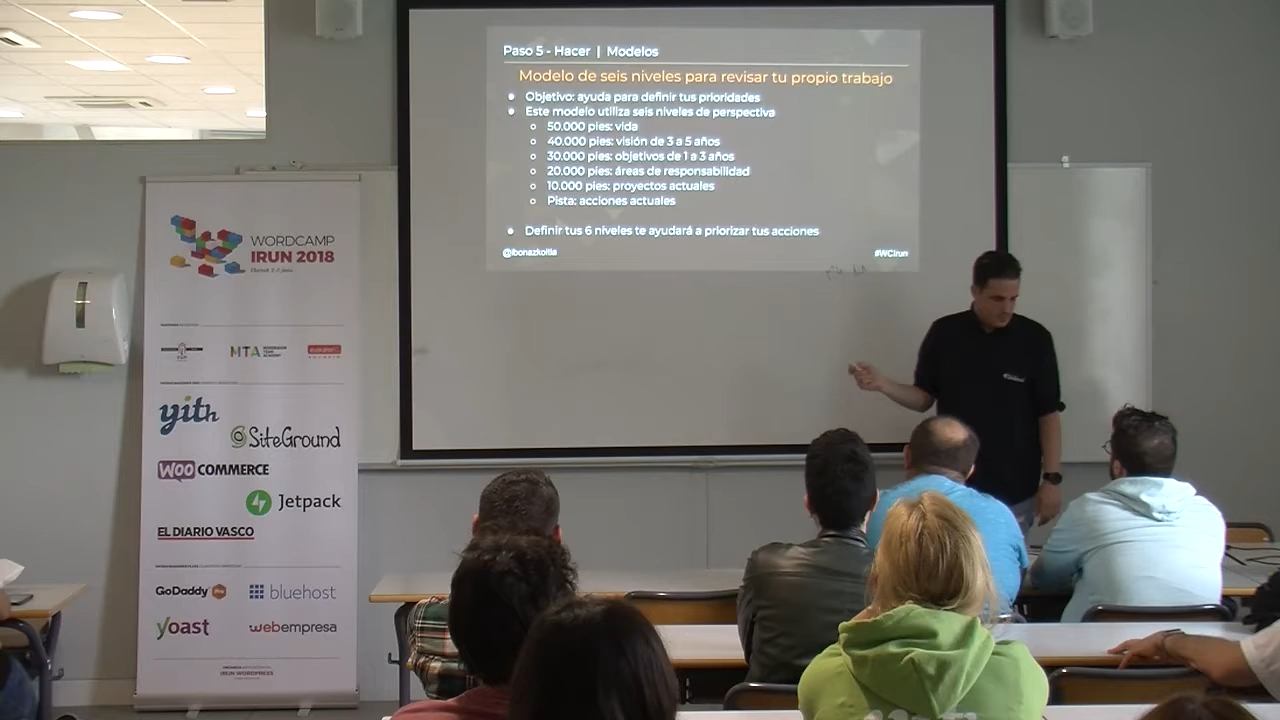 Paso 5 - Hacer | Modelos
Modelo de seis niveles para revisar tu propio trabajo
Objetivo: ayuda para definir tus prioridades
Este modelo utiliza seis niveles de perspectiva
50.000 pies: vida
40.000 pies: visión de 3 a 5 años
30.000 pies: objetivos de 1 a 3 años
20.000 pies: áreas de responsabilidad
10.000 pies: proyectos actuales
Pista: acciones actuales
Definir tus 6 niveles te ayudará a priorizar tus acciones
@ibonazkoitia
#WCIrun
WORDCAMP
IRUN 2018
MTA
yith
SiteGround
WOO COMMERCE
Jetpack
EL DIARIO VASCO
GoDaddy Pro
bluehost
yoast
webempresa
IRUN WORDPRESS